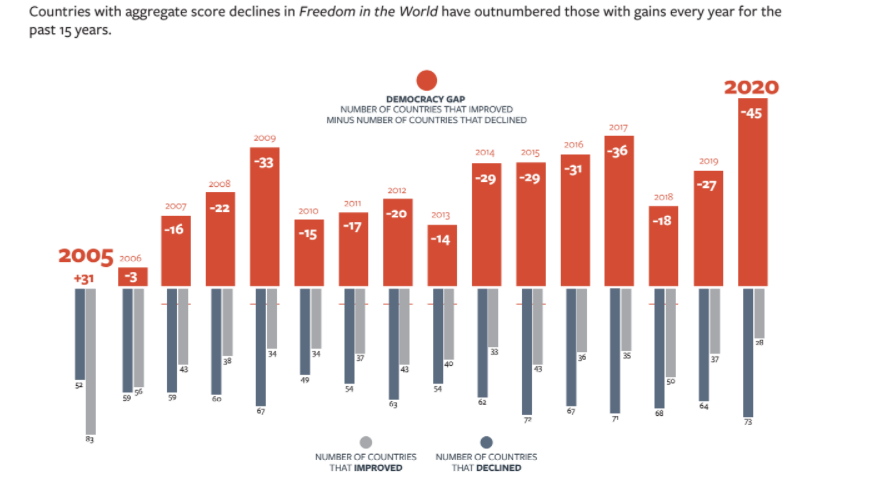 Countries with aggregate score declines in Freedom in the World have outnumbered those with gains every year for the
past 15 years.
DEMOCRACY GAP
NUMBER OF COUNTRIES THAT IMPROVED
MINUS NUMBER OF COUNTRIES THAT DECLINED
2005 2006 2007 2008 2009 2010 2011 2012 2013 2014 2015 2016 2017 2018 2019 2020
+31 -3 -16 -22 -33 -15 -17 -20 -14 -29 -29 -31 -36 -18 -27 -45
52 83 59 56 59 43 60 38 67 34 49 34 54 37 63 43 54 40 62 33 72 43 67 36 71 35 68 50 64 37 73 28
NUMBER OF COUNTRIES
THAT IMPROVED
NUMBER OF COUNTRIES
THAT DECLINED